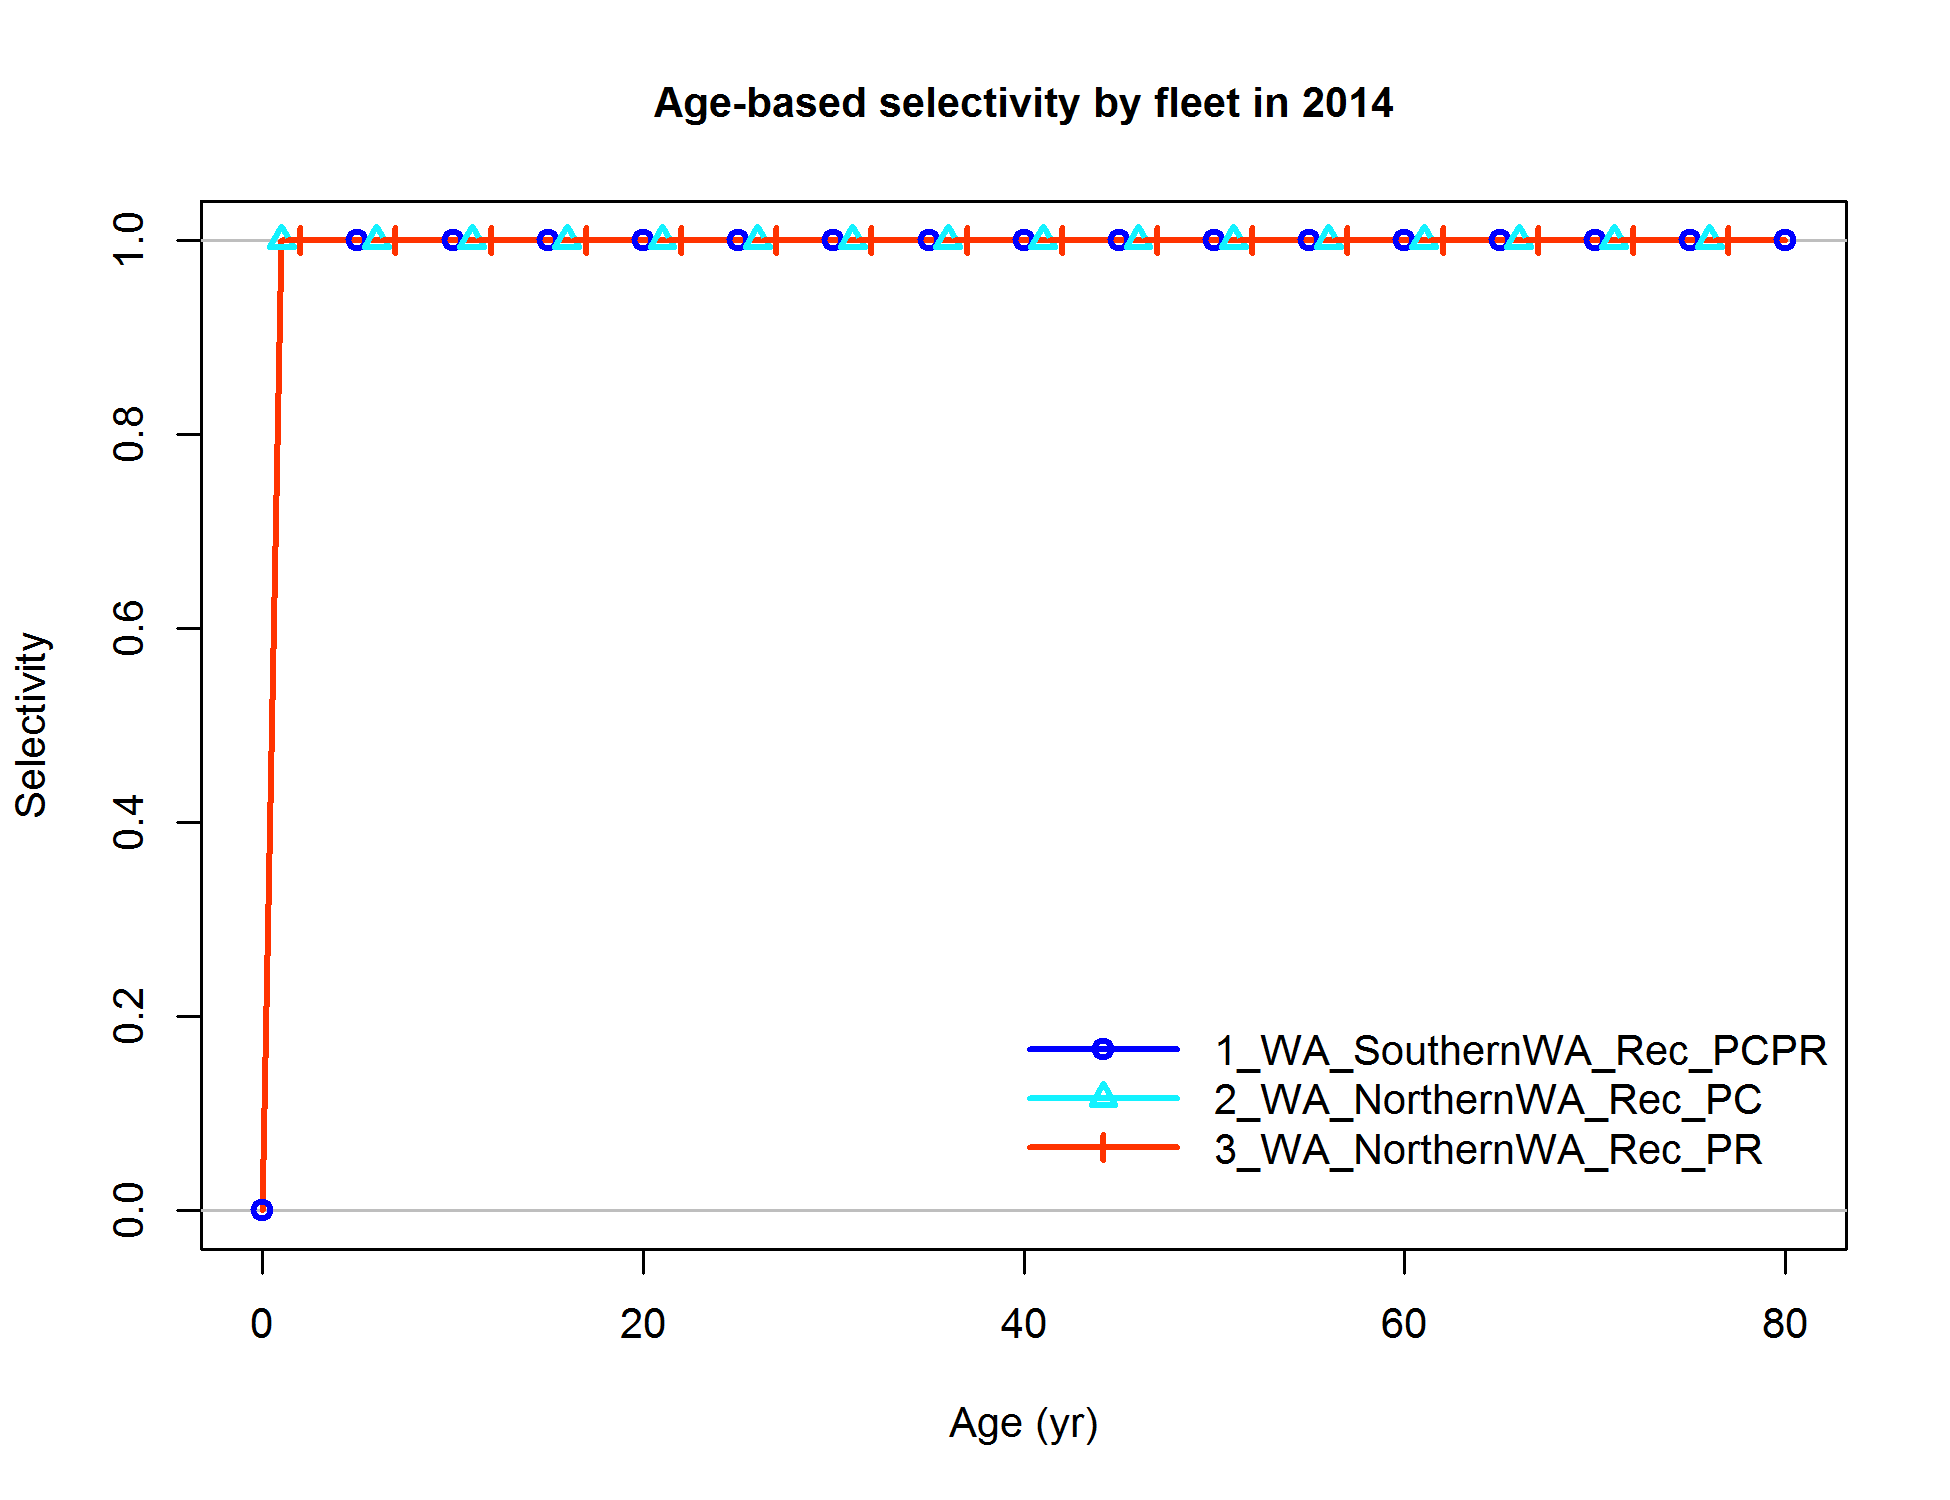 Age-based selectivity by fleet in 2014
Selectivity
1.0
0.8
0.6
0.4
0.2
0.0
1_WA_SouthernWA_Rec_PCPR
2_WA_NorthernWA_Rec_PC
3_WA_NorthernWA_Rec_PR
0 20 40 60 80
Age (yr)